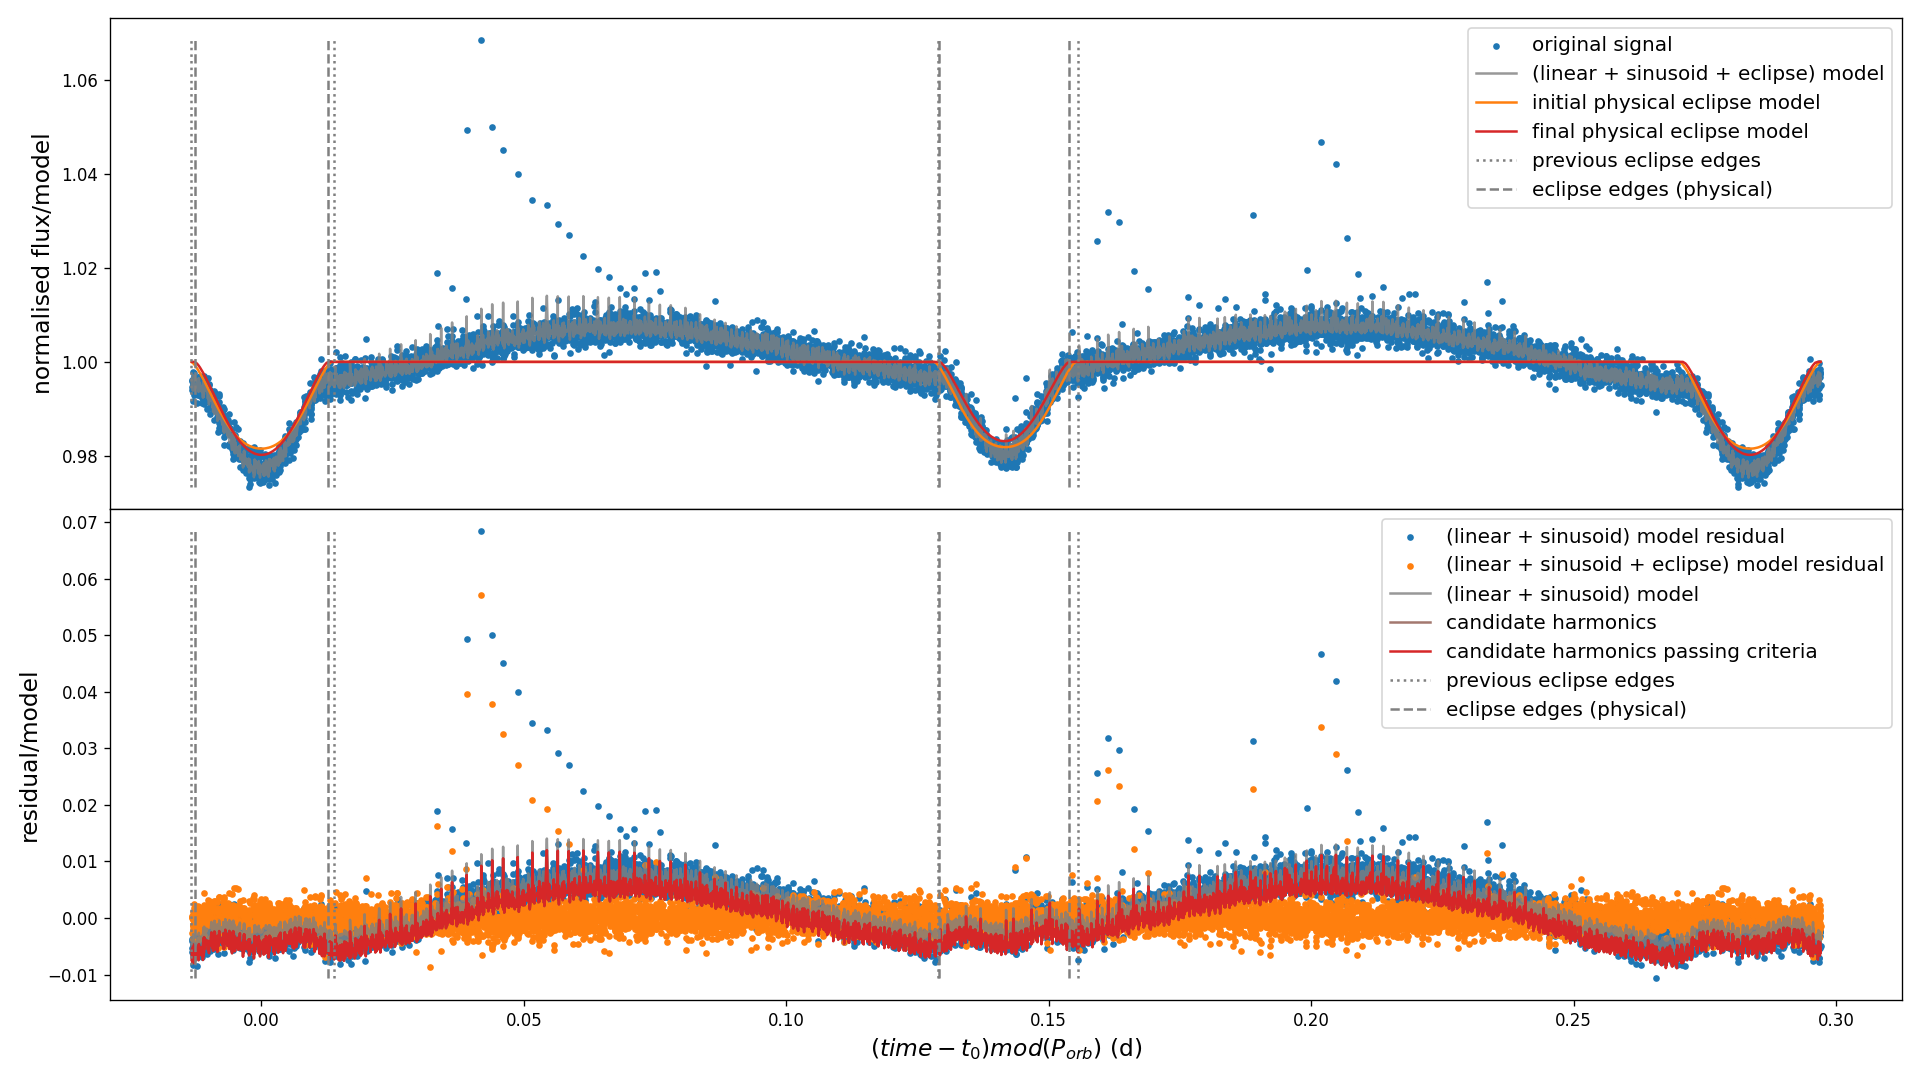 normalised flux/model
1.06
1.04
1.02
1.00
0.98
original signal
(linear + sinusoid + eclipse) model
initial physical eclipse model
final physical eclipse model
previous eclipse edges
eclipse edges (physical)
residual/model
0.07
0.06
0.05
0.04
0.03
0.02
0.01
0.00
−0.01
(linear + sinusoid) model residual
(linear + sinusoid + eclipse) model residual
(linear + sinusoid) model
candidate harmonics
candidate harmonics passing criteria
previous eclipse edges
eclipse edges (physical)
0.00 0.05 0.10 0.15 0.20 0.25 0.30
(time − t₀)mod(Pₒᵣb) (d)